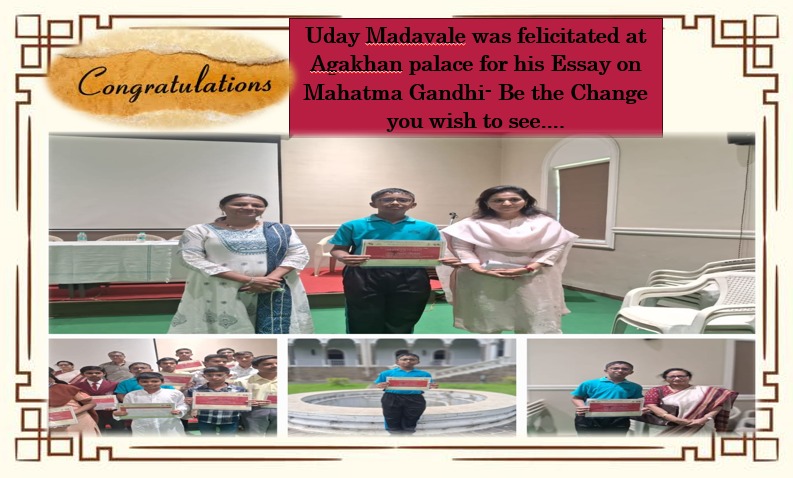 Congratulations
Uday Madavale was felicitated at
Agakhan palace for his Essay on
Mahatma Gandhi- Be the Change
you wish to see....